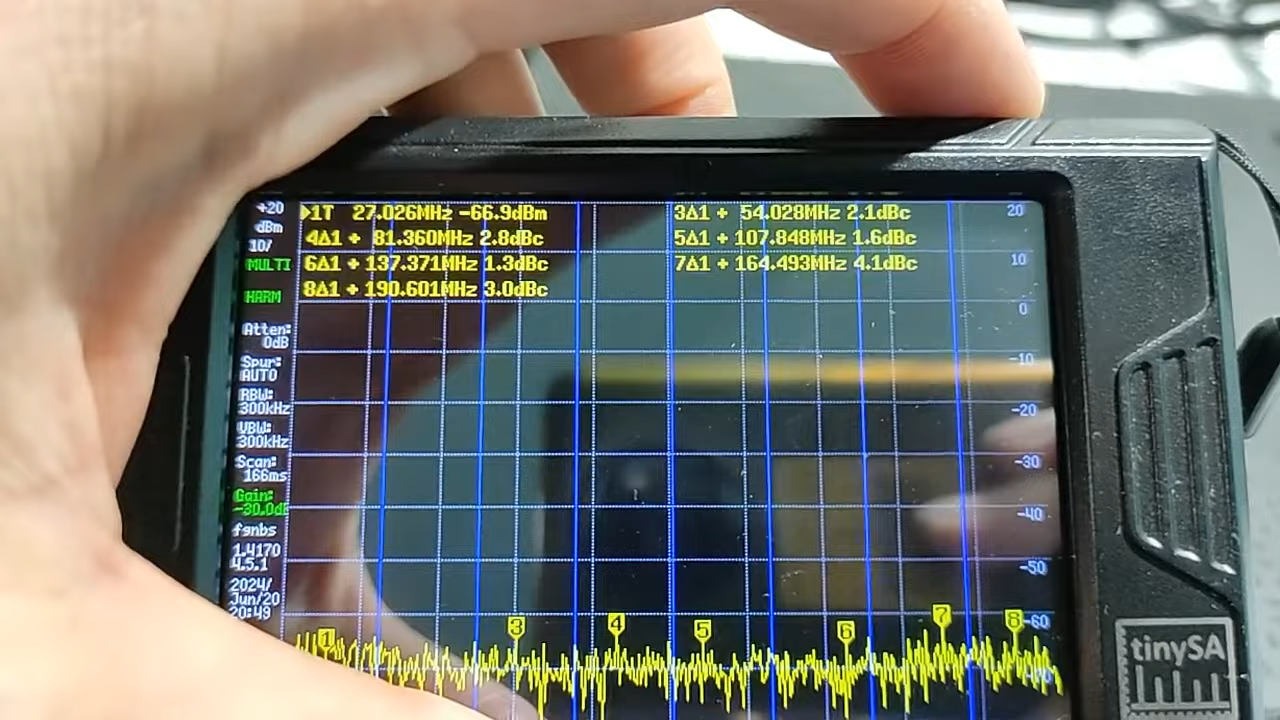 +20
dBm
10/
MULTI
HARM
Atten:
0dB
Spur:
AUTO
RBW:
300kHz
VBW:
300kHz
Scan:
166ms
Gain:
-30.0dB
fgnbs
1.4170
4.5.1
2024/
Jun/20
20:49
1T 27.026MHz -66.9dBm
3Δ1 + 54.028MHz 2.1dBc
4Δ1 + 81.360MHz 2.8dBc
5Δ1 + 107.848MHz 1.6dBc
6Δ1 + 137.371MHz 1.3dBc
7Δ1 + 164.493MHz 4.1dBc
8Δ1 + 190.601MHz 3.0dBc
20
10
0
-10
-20
-30
-40
-50
-60
1
3
4
5
6
7
8
tinySA